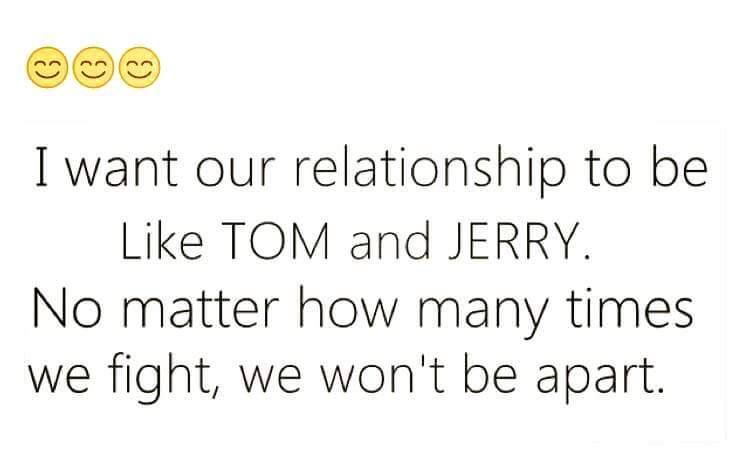 😊😊😊
I want our relationship to be
Like TOM and JERRY.
No matter how many times
we fight, we won't be apart.